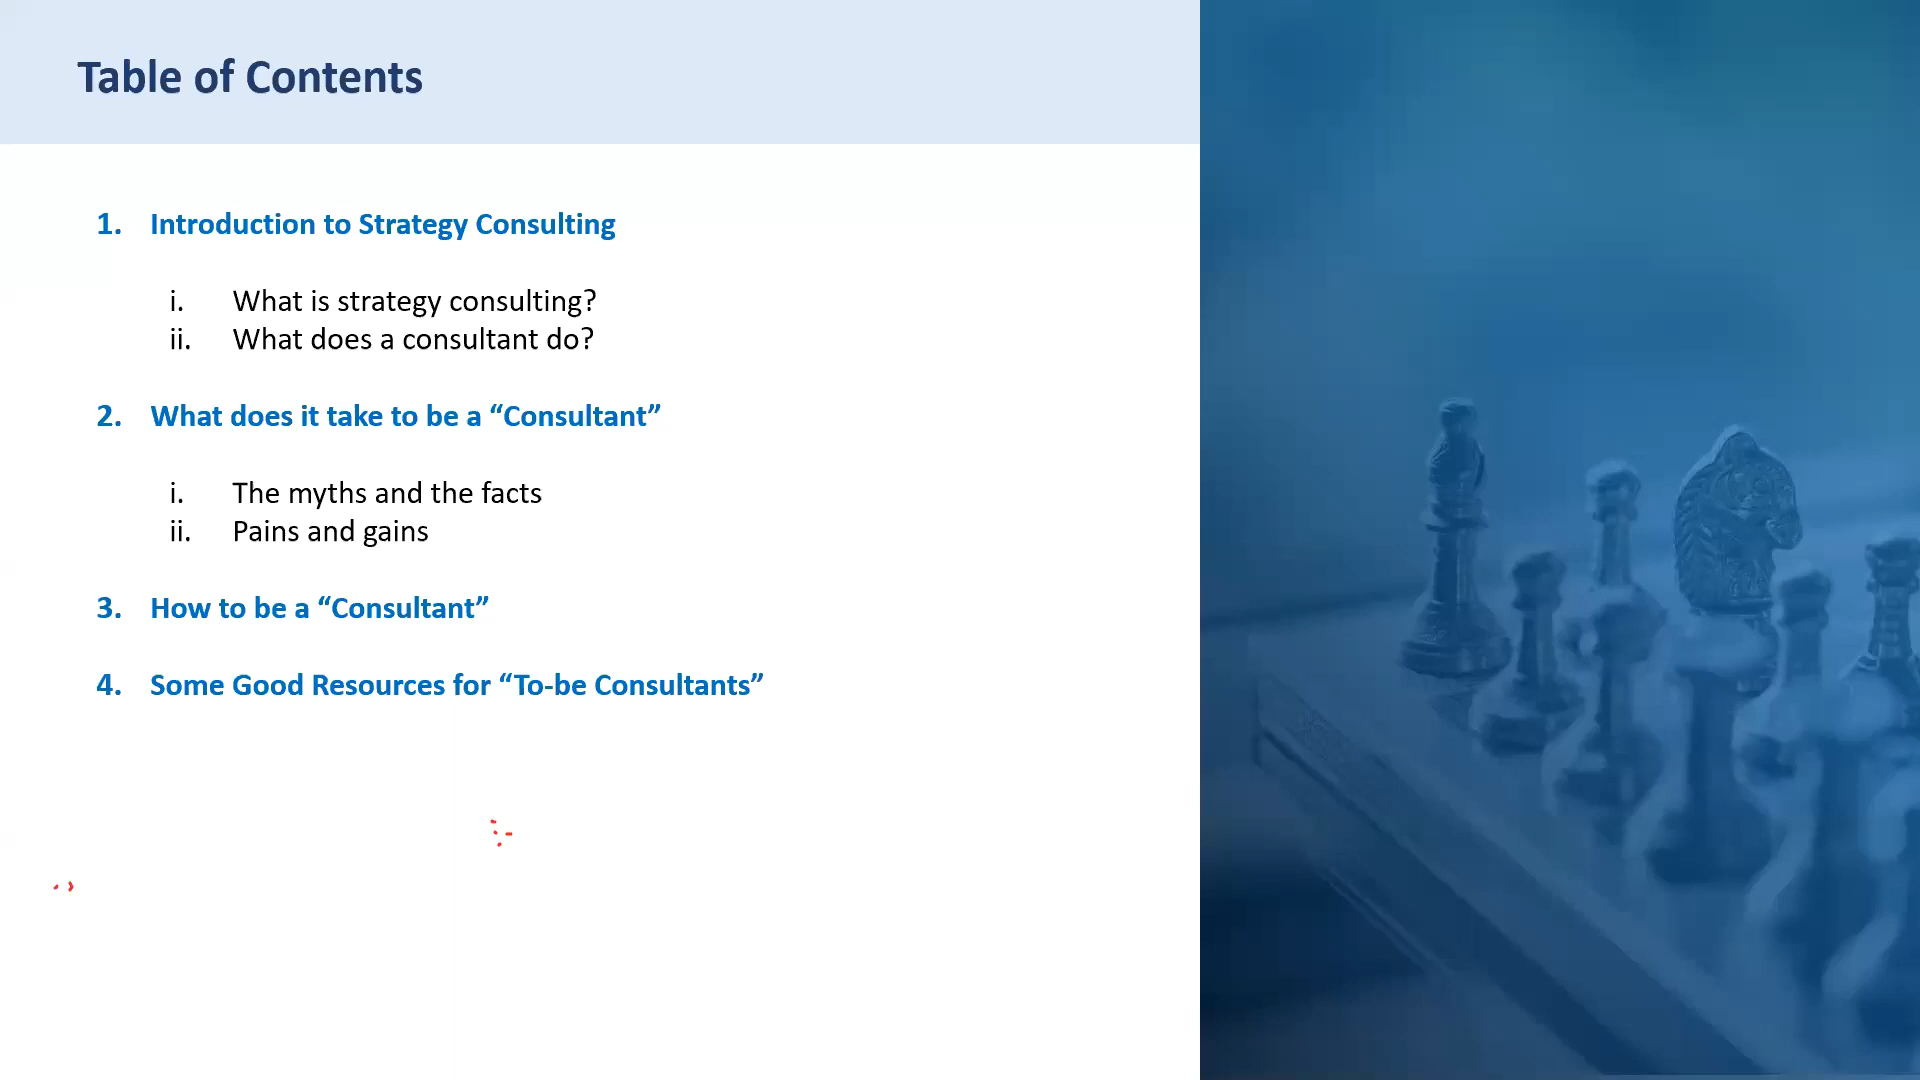 Table of Contents
1. Introduction to Strategy Consulting
i. What is strategy consulting?
ii. What does a consultant do?
2. What does it take to be a “Consultant”
i. The myths and the facts
ii. Pains and gains
3. How to be a “Consultant”
4. Some Good Resources for “To-be Consultants”